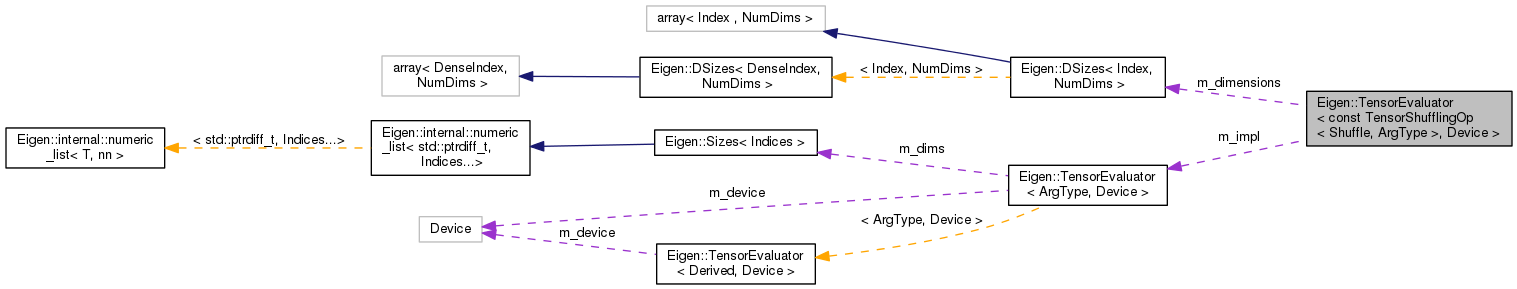 array< Index , NumDims >
array< DenseIndex,
NumDims >
Eigen::DSizes< DenseIndex,
NumDims >
< Index, NumDims >
Eigen::DSizes< Index,
NumDims >
m_dimensions
Eigen::TensorEvaluator
< const TensorShufflingOp
< Shuffle, ArgType >, Device >
m_impl
Eigen::internal::numeric
_list< T, nn >
< std::ptrdiff_t, Indices...>
Eigen::internal::numeric
_list< std::ptrdiff_t,
Indices...>
Eigen::Sizes< Indices >
m_dims
Eigen::TensorEvaluator
< ArgType, Device >
m_device
Device
m_device
< ArgType, Device >
Eigen::TensorEvaluator
< Derived, Device >